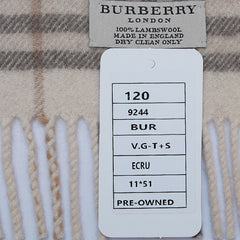 BURBERRY
LONDON
100% LAMBSWOOL
MADE IN ENGLAND
DRY CLEAN ONLY
120
9244
BUR
V.G-T+S
ECRU
11*51
PRE-OWNED